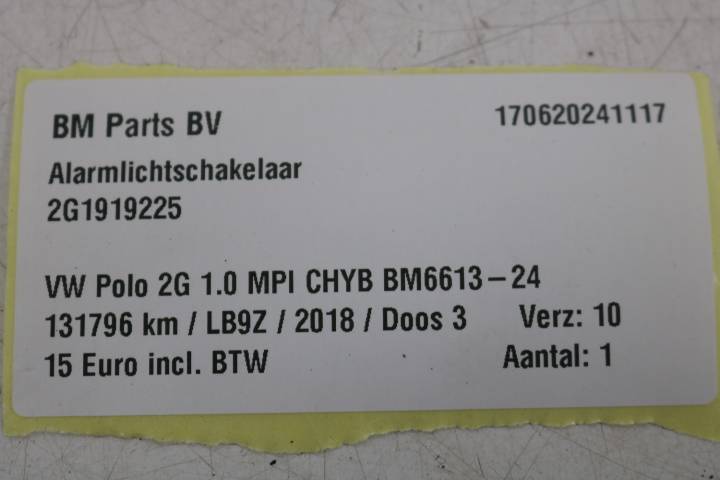 BM Parts BV 170620241117
Alarmlichtschakelaar
2G1919225
VW Polo 2G 1.0 MPI CHYB BM6613-24
131796 km / LB9Z / 2018 / Doos 3 Verz: 10
15 Euro incl. BTW Aantal: 1